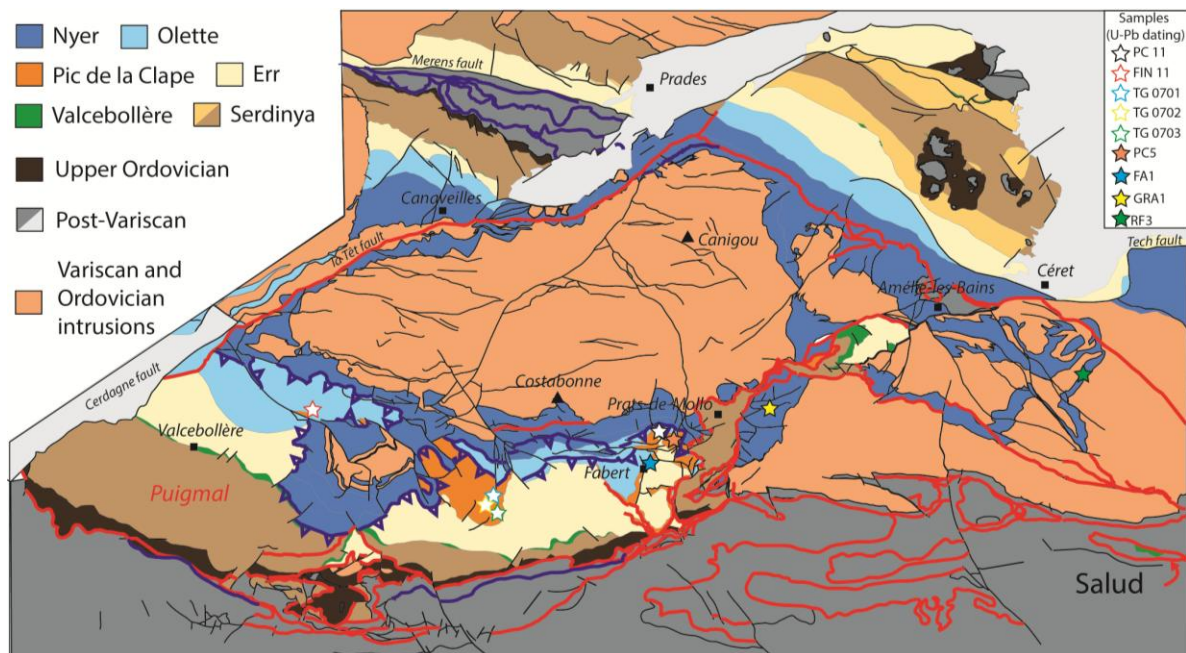 Nyer
Olette
Pic de la Clape
Err
Valcebollère
Serdinya
Upper Ordovician
Post-Variscan
Variscan and
Ordovician
intrusions
Samples
(U-Pb dating)
PC 11
FIN 11
TG 0701
TG 0702
TG 0703
PC5
FA1
GRA1
RF3
Merens fault
Prades
Canaveilles
la Têt fault
Canigou
Tech fault
Céret
Amélie-les-Bains
Cerdagne fault
Costabonne
Prats-de-Mollo
Valcebollère
Fabert
Puigmal
Salud